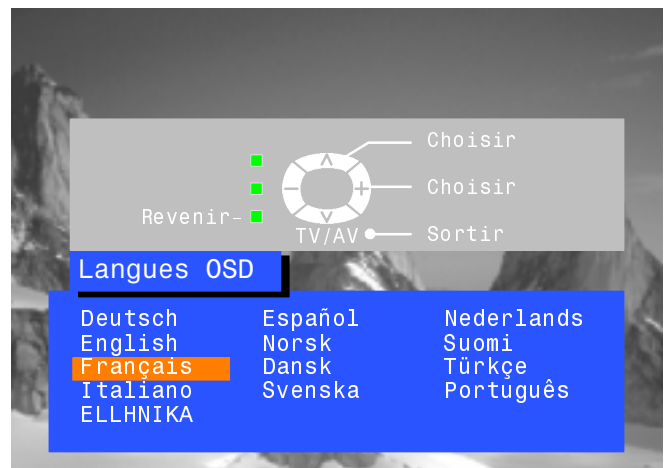 Choisir
Choisir
Revenir-
TV/AV
Sortir
Langues OSD
Deutsch Español Nederlands
English Norsk Suomi
Français Dansk Türkçe
Italiano Svenska Português
ELLHNIKA